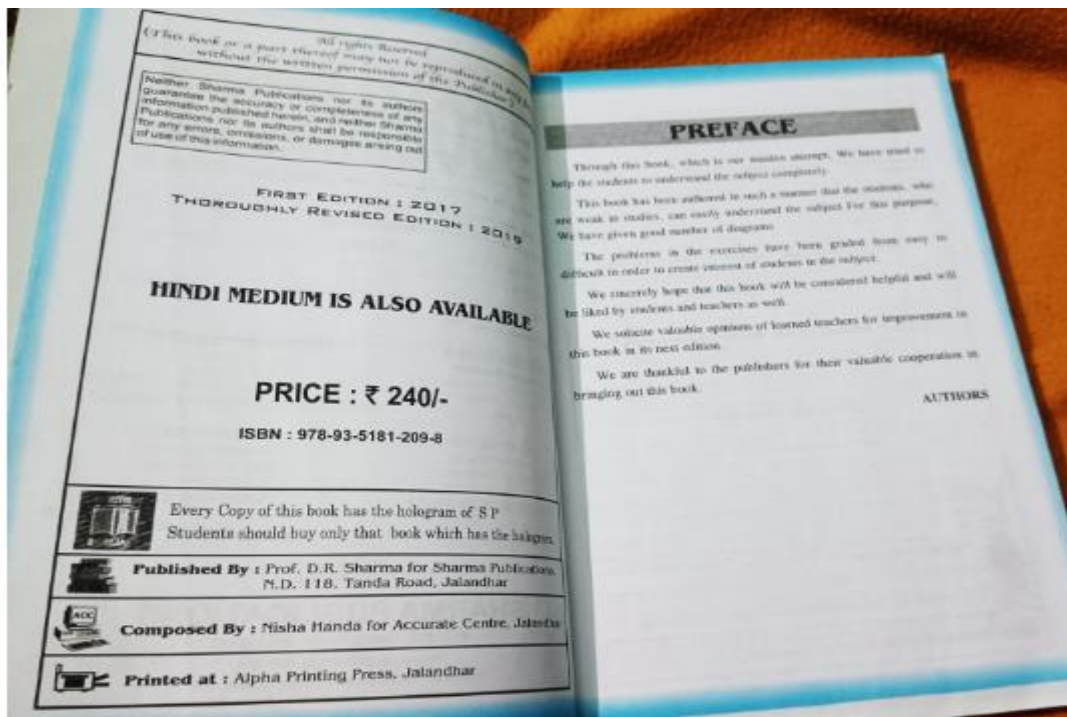 All rights Reserved
(This book or a part thereof may not be reproduced in any
without the written permission of the Publisher)
Neither Sharma Publications nor its authors
guarantee the accuracy or completeness of any
information published herein, and neither Sharma
Publications nor its authors shall be responsible
for any errors, omissions, or damages arising out
of use of this information.
FIRST EDITION : 2017
THOROUGHLY REVISED EDITION : 2019
HINDI MEDIUM IS ALSO AVAILABLE
PRICE : ₹ 240/-
ISBN : 978-93-5181-209-8
Every Copy of this book has the hologram of S P
Students should buy only that book which has the hologram
Published By : Prof. D.R. Sharma for Sharma Publications,
N.D. 118, Tanda Road, Jalandhar
ACC
Composed By : Nisha Handa for Accurate Centre, Jalandhar
Printed at : Alpha Printing Press, Jalandhar
PREFACE
Through this book, which is our attempt, We have tried to
help the students to understand the subject completely.
This book has been authored in such a manner that the students, who
are weak in studies, can easily understand the subject For this purpose,
We have given good number of diagrams
The problems in the exercises have been graded from easy to
difficult in order to create interest of students in the subject.
We sincerely hope that this book will be considered helpful and will
be liked by students and teachers as well.
We solicite valuable opinions of learned teachers for improvement in
this book in its next edition.
We are thankful to the publishers for their valuable cooperation in
bringing out this book.
AUTHORS